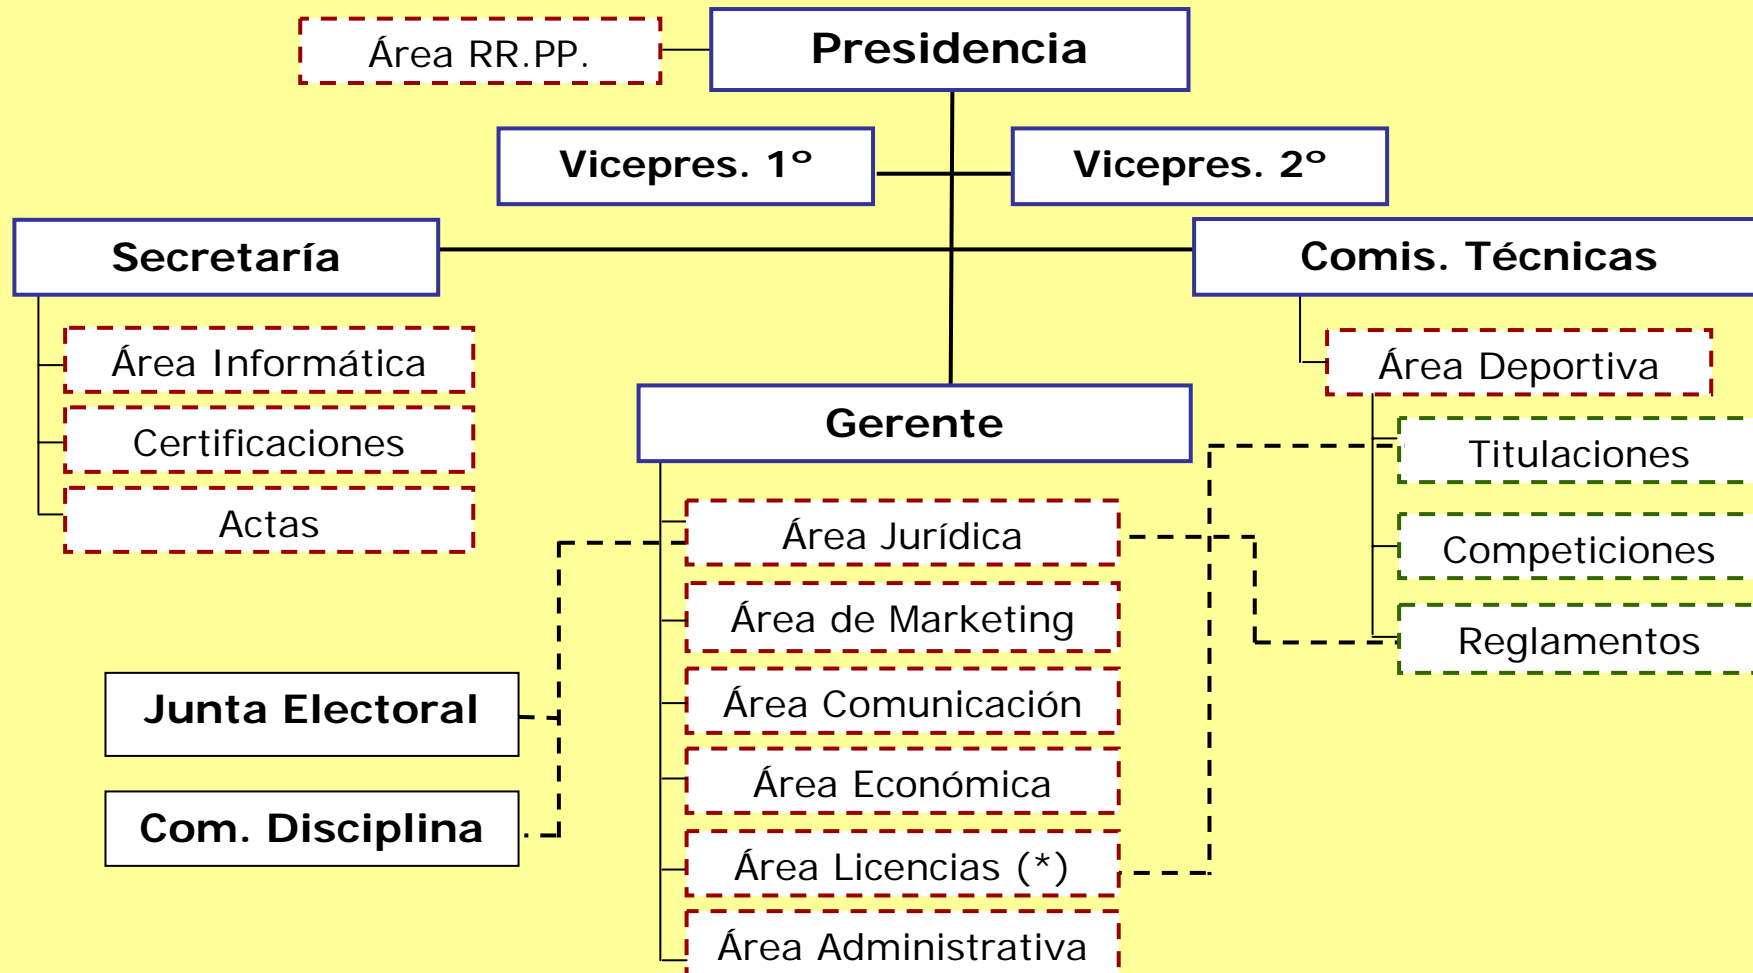 Área RR.PP.
Presidencia
Vicepres. 1º
Vicepres. 2º
Secretaría
Comis. Técnicas
Área Informática
Certificaciones
Actas
Gerente
Área Jurídica
Área de Marketing
Área Comunicación
Área Económica
Área Licencias (*)
Área Administrativa
Área Deportiva
Titulaciones
Competiciones
Reglamentos
Junta Electoral
Com. Disciplina